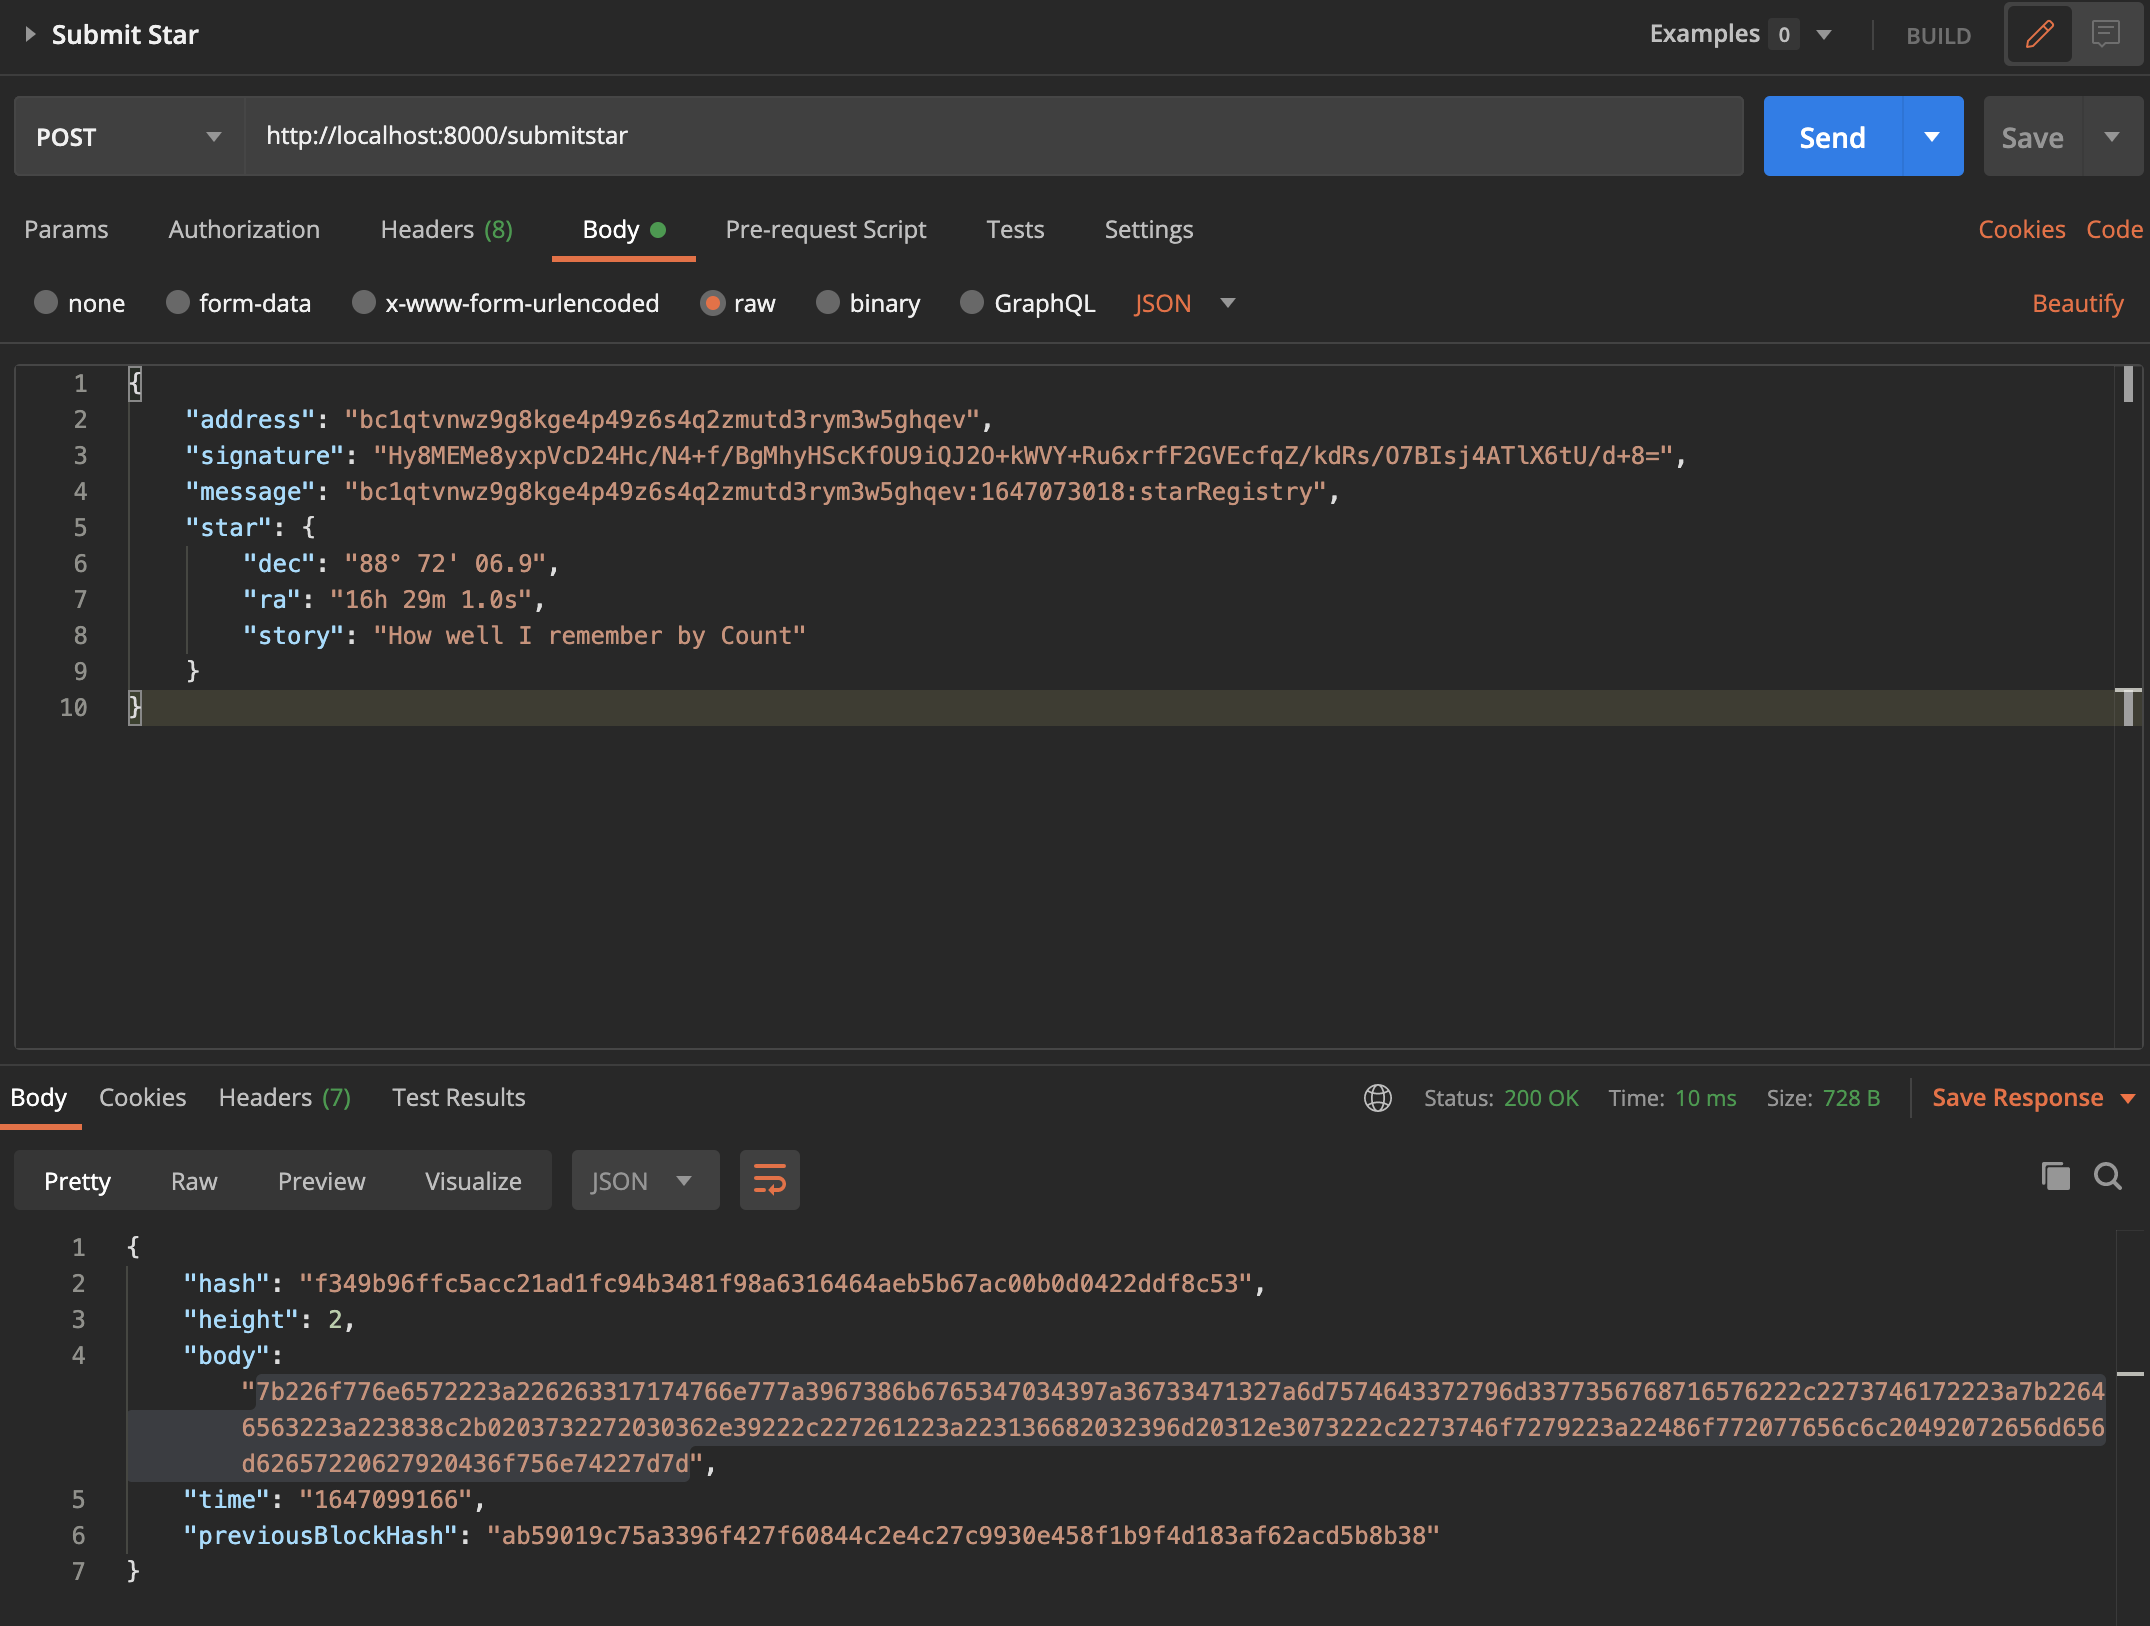 Submit Star
Examples 0
BUILD
POST
http://localhost:8000/submitstar
Send
Save
Params Authorization Headers (8) Body Pre-request Script Tests Settings Cookies Code
none form-data x-www-form-urlencoded raw binary GraphQL JSON Beautify
1 {
2 "address": "bc1qtvnwz9g8kge4p49z6s4q2zmutd3rym3w5ghqev",
3 "signature": "Hy8MEMe8yxpVcD24Hc/N4+f/BgMhyHScKfOU9iQJ2O+kWVY+Ru6xrfF2GVEcfqZ/kdRs/O7BIsj4ATlX6tU/d+8=",
4 "message": "bc1qtvnwz9g8kge4p49z6s4q2zmutd3rym3w5ghqev:1647073018:starRegistry",
5 "star": {
6 "dec": "88° 72' 06.9",
7 "ra": "16h 29m 1.0s",
8 "story": "How well I remember by Count"
9 }
10 }
Body Cookies Headers (7) Test Results Status: 200 OK Time: 10 ms Size: 728 B Save Response
Pretty Raw Preview Visualize JSON
1 {
2 "hash": "f349b96ffc5acc21ad1fc94b3481f98a6316464aeb5b67ac00b0d0422ddf8c53",
3 "height": 2,
4 "body":
"7b226f776e6572223a226263317174766e777a3967386b6765347034397a36733471327a6d7574643372796d3377356768716576222c2273746172223a7b2264
6563223a223838c2b0203732272030362e39222c227261223a223136682032396d20312e3073222c2273746f7279223a22486f772077656c6c20492072656d656
d62657220627920436f756e74227d7d",
5 "time": "1647099166",
6 "previousBlockHash": "ab59019c75a3396f427f60844c2e4c27c9930e458f1b9f4d183af62acd5b8b38"
7 }